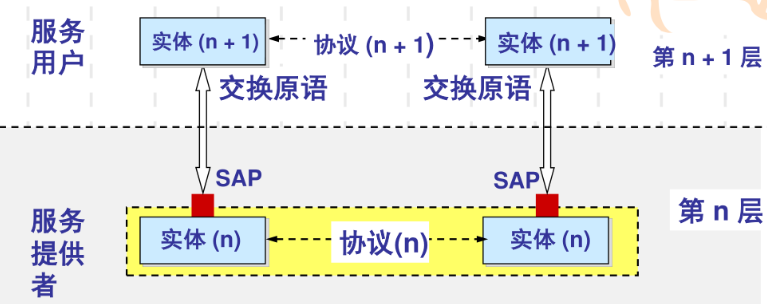 服务
用户
实体 (n + 1)
协议 (n + 1)
实体 (n + 1)
第 n + 1 层
交换原语
交换原语
SAP
SAP
第 n 层
服务
提供
者
实体 (n)
协议(n)
实体 (n)